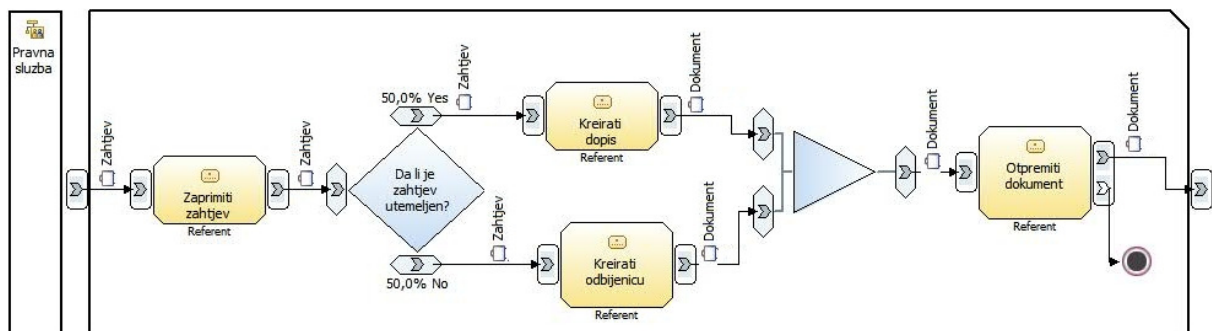 Pravna
sluzba
Zahtjev
Zaprimiti
zahtjev
Referent
Zahtjev
50,0% Yes
Da li je
zahtjev
utemeljen?
50,0% No
Zahtjev
Kreirati
dopis
Referent
Dokument
Zahtjev
Kreirati
odbijenicu
Referent
Dokument
Dokument
Otpremiti
dokument
Referent
Dokument